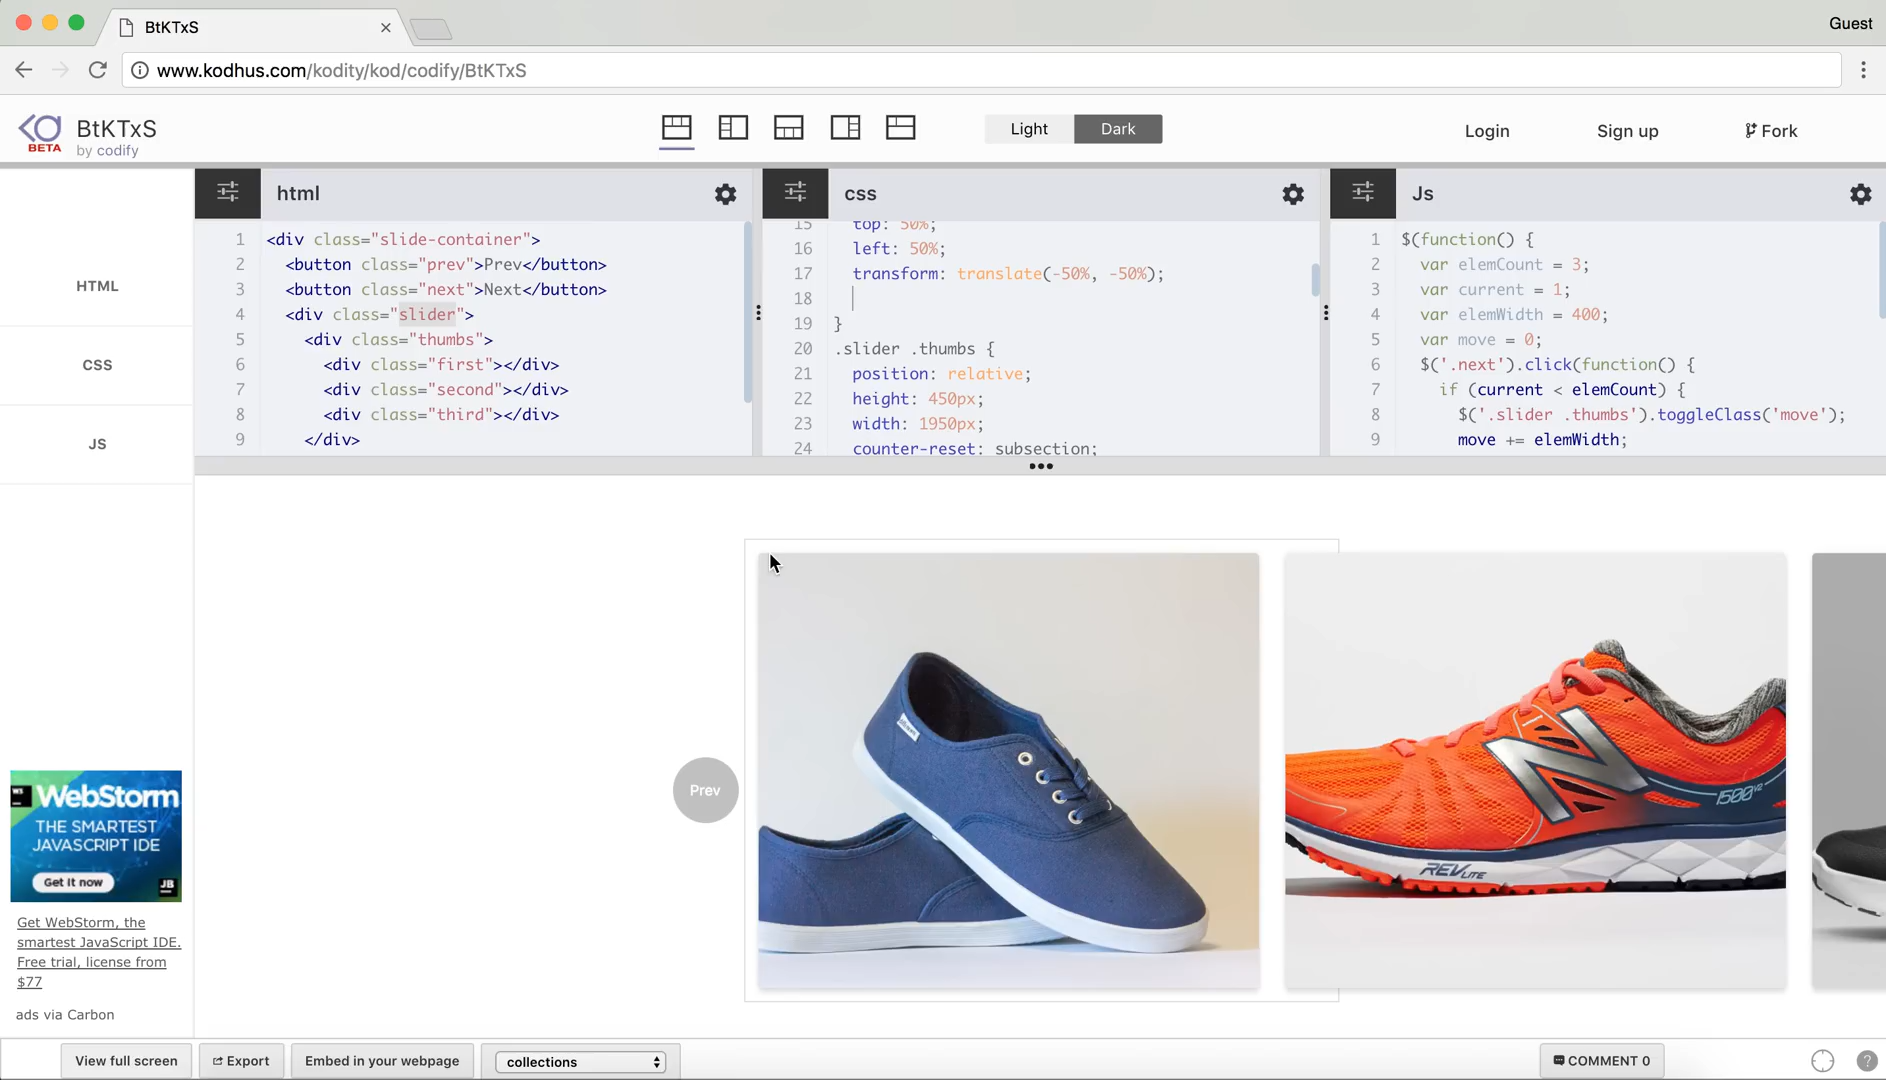 BtKTxS
Guest
www.kodhus.com/kodity/kod/codify/BtKTxS
BETA
BtKTxS
by codify
Light
Dark
Login
Sign up
Fork
HTML
CSS
JS
html
1 <div class="slide-container">
2 <button class="prev">Prev</button>
3 <button class="next">Next</button>
4 <div class="slider">
5 <div class="thumbs">
6 <div class="first"></div>
7 <div class="second"></div>
8 <div class="third"></div>
9 </div>
css
15 top: 50%;
16 left: 50%;
17 transform: translate(-50%, -50%);
18
19 }
20 .slider .thumbs {
21 position: relative;
22 height: 450px;
23 width: 1950px;
24 counter-reset: subsection;
Js
1 $(function() {
2 var elemCount = 3;
3 var current = 1;
4 var elemWidth = 400;
5 var move = 0;
6 $('.next').click(function() {
7 if (current < elemCount) {
8 $('.slider .thumbs').toggleClass('move');
9 move += elemWidth;
Prev
N
1500 V2
REVLITE
WS
WebStorm
THE SMARTEST
JAVASCRIPT IDE
Get it now
JB
Get WebStorm, the
smartest JavaScript IDE.
Free trial, license from
$77
ads via Carbon
View full screen
Export
Embed in your webpage
collections
COMMENT 0
?